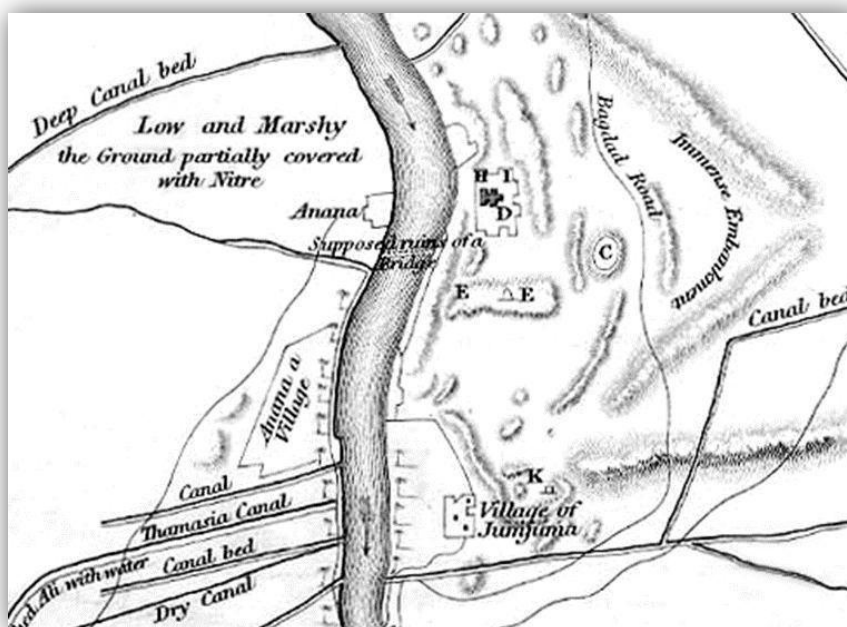 Deep Canal bed
Low and Marshy
the Ground partially covered
with Nitre
Anana
Supposed ruins of a
Bridge
H I
D
C
E E
Bagdad Road
Immense Embankment
Canal bed
Anana a
Village
K
Village of
Jumjuma
Canal
Thamasia Canal
Canal bed
Ali with water
Dry Canal